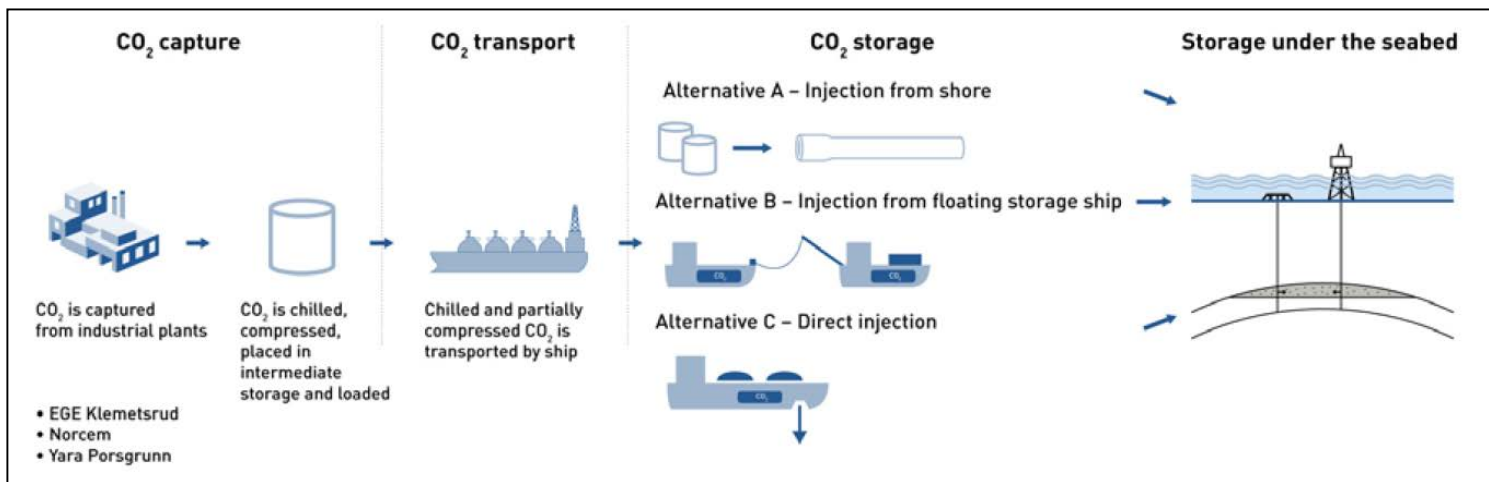 CO₂ capture
CO₂ is captured
from industrial plants
CO₂ is chilled,
compressed,
placed in
intermediate
storage and loaded
• EGE Klemetsrud
• Norcem
• Yara Porsgrunn
CO₂ transport
Chilled and partially
compressed CO₂ is
transported by ship
CO₂ storage
Alternative A – Injection from shore
Alternative B – Injection from floating storage ship
CO₂
CO₂
Alternative C – Direct injection
CO₂
Storage under the seabed